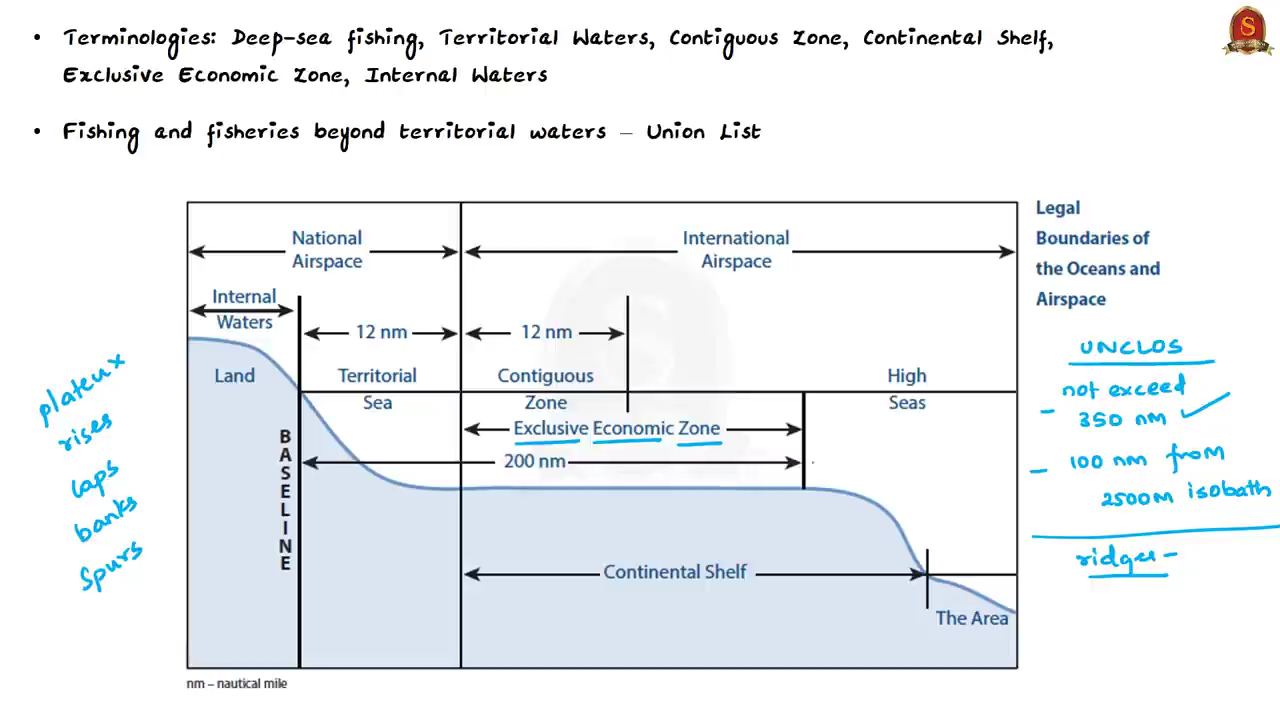 • Terminologies: Deep-sea fishing, Territorial Waters, Contiguous Zone, Continental Shelf,
Exclusive Economic Zone, Internal Waters
• Fishing and fisheries beyond territorial waters – Union List
Legal
Boundaries of
the Oceans and
Airspace
National
Airspace
International
Airspace
Internal
Waters
12 nm
12 nm
Land
Territorial
Sea
Contiguous
Zone
High
Seas
Exclusive Economic Zone
200 nm
BASELINE
Continental Shelf
The Area
nm – nautical mile
plateux
rises
caps
banks
spurs
UNCLOS
not exceed
- 350 nm ✓
- 100 nm from
2500m isobath
ridges -
S